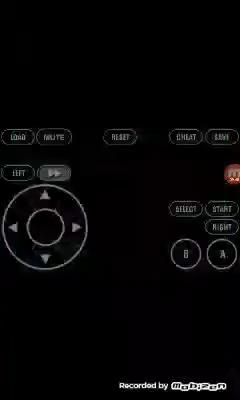 LOAD MUTE RESET CHEAT SAVE
LEFT
SELECT START
RIGHT
B A
Recorded by Mobizen